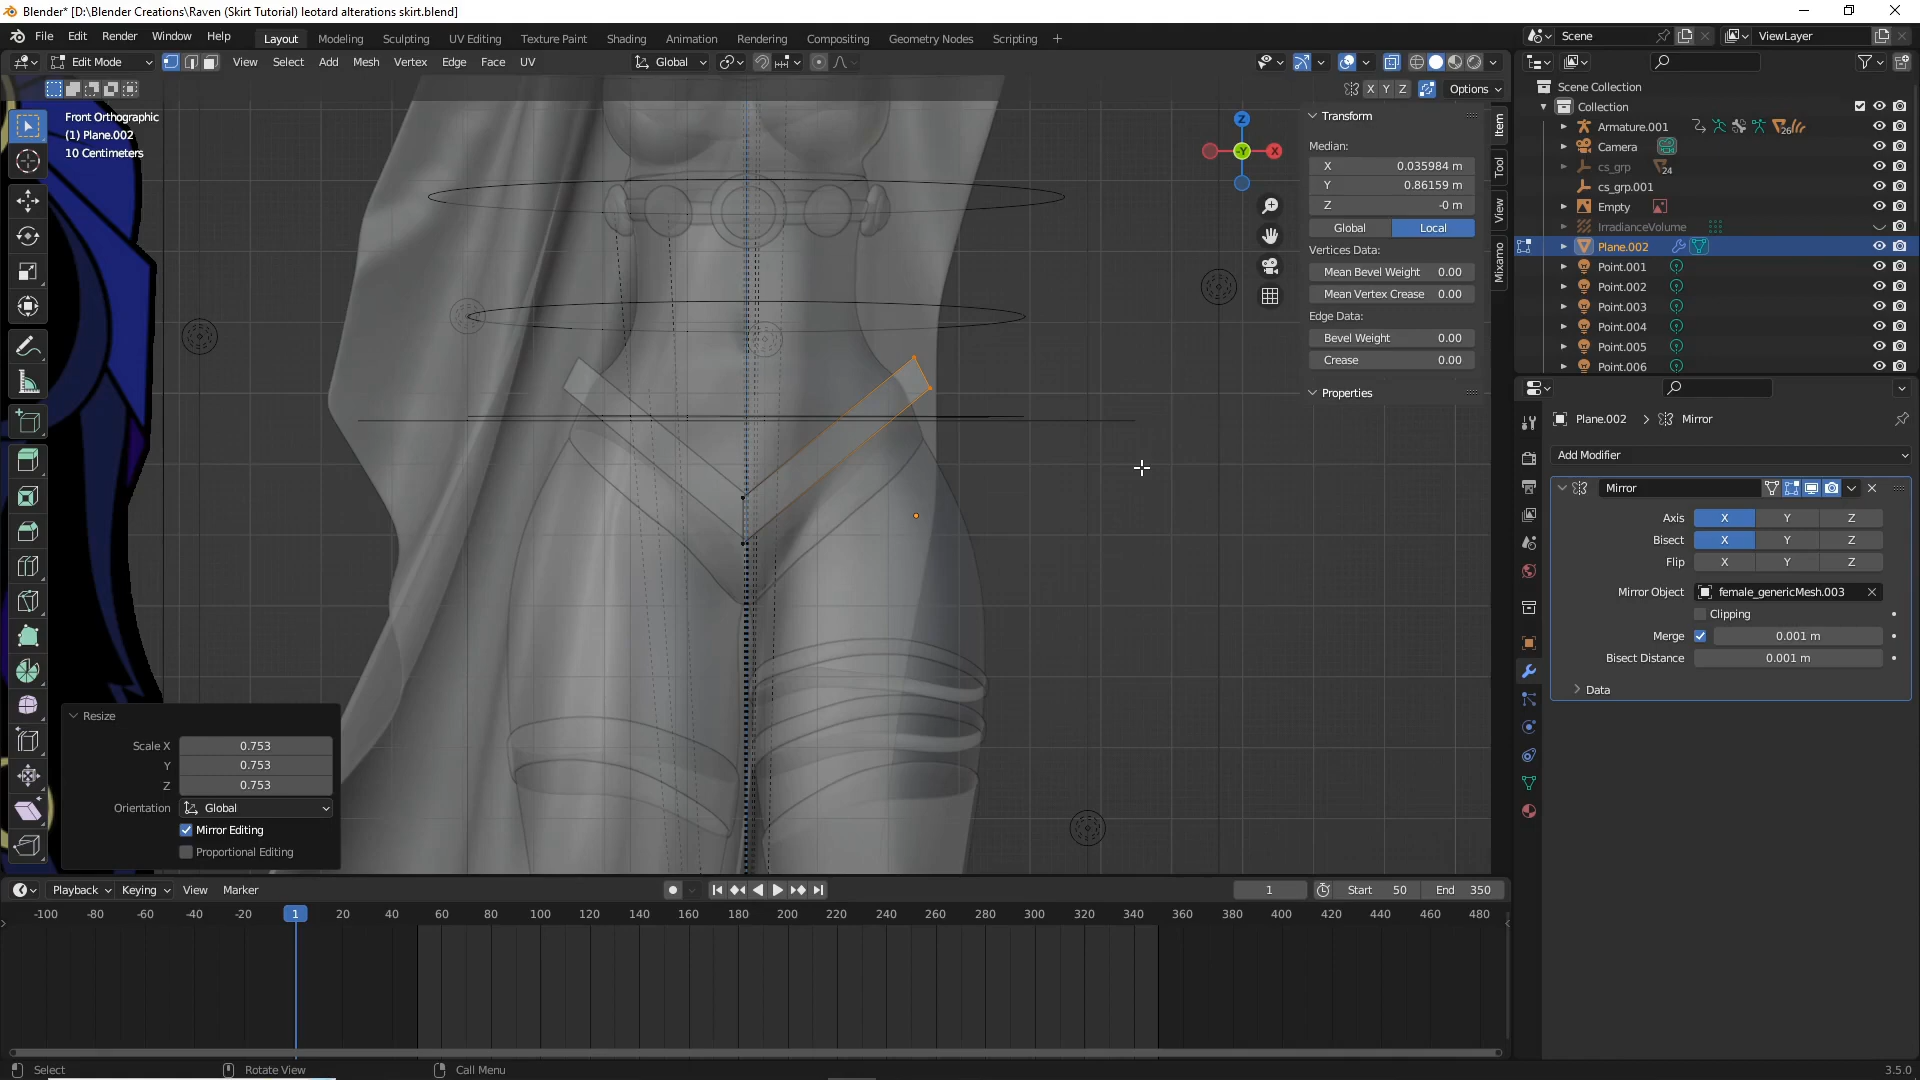 Blender* [D:\Blender Creations\Raven (Skirt Tutorial) leotard alterations skirt.blend]
File Edit Render Window Help Layout Modeling Sculpting UV Editing Texture Paint Shading Animation Rendering Compositing Geometry Nodes Scripting + Scene ViewLayer
Edit Mode View Select Add Mesh Vertex Edge Face UV Global
X Y Z Options
Front Orthographic
(1) Plane.002
10 Centimeters
Z
-Y
X
Transform
Median:
X 0.035984 m
Y 0.86159 m
Z -0 m
Global Local
Vertices Data:
Mean Bevel Weight 0.00
Mean Vertex Crease 0.00
Edge Data:
Bevel Weight 0.00
Crease 0.00
Properties
Item
Tool
View
Mixamo
Scene Collection
Collection
Armature.001 26
Camera
cs_grp 24
cs_grp.001
Empty
IrradianceVolume
Plane.002
Point.001
Point.002
Point.003
Point.004
Point.005
Point.006
Plane.002 > Mirror
Add Modifier
Mirror
Axis X Y Z
Bisect X Y Z
Flip X Y Z
Mirror Object female_genericMesh.003
Clipping
Merge 0.001 m
Bisect Distance 0.001 m
Data
Resize
Scale X 0.753
Y 0.753
Z 0.753
Orientation Global
Mirror Editing
Proportional Editing
Playback Keying View Marker 1 Start 50 End 350
-100 -80 -60 -40 -20 1 20 40 60 80 100 120 140 160 180 200 220 240 260 280 300 320 340 360 380 400 420 440 460 480
Select Rotate View Call Menu 3.5.0